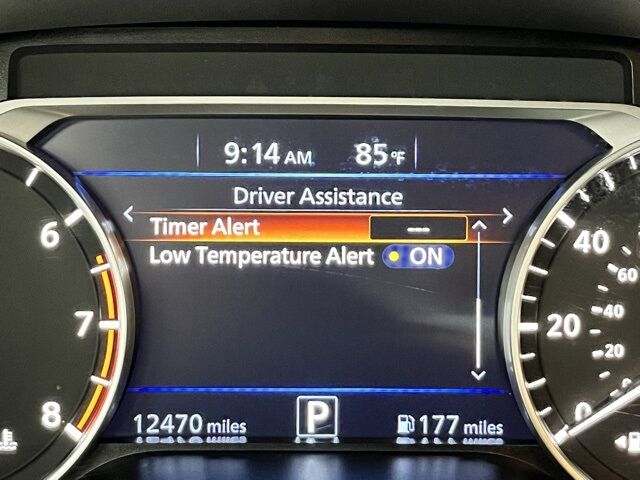 9:14 AM 85°F
Driver Assistance
Timer Alert ---
Low Temperature Alert ON
6
7
8
40
60
40
20
20
0
0
12470 miles P 177 miles